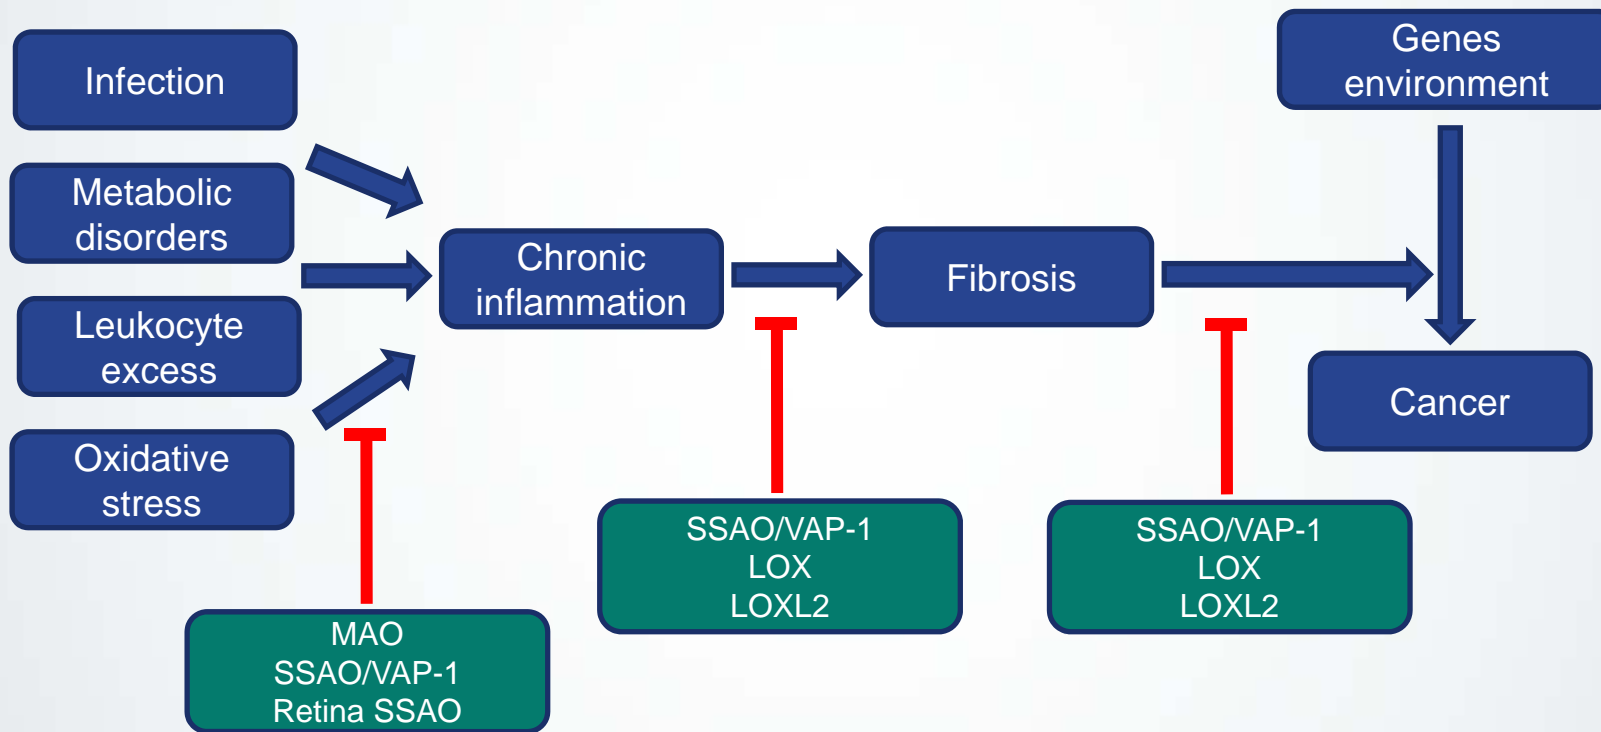 Infection
Metabolic
disorders
Leukocyte
excess
Oxidative
stress
Chronic
inflammation
Fibrosis
Genes
environment
Cancer
MAO
SSAO/VAP-1
Retina SSAO
SSAO/VAP-1
LOX
LOXL2
SSAO/VAP-1
LOX
LOXL2